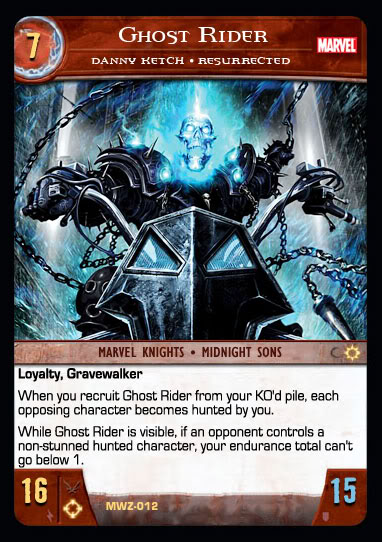 7
GHOST RIDER
DANNY KETCH • RESURRECTED
MARVEL
MARVEL KNIGHTS • MIDNIGHT SONS
C
Loyalty, Gravewalker
When you recruit Ghost Rider from your KO'd pile, each
opposing character becomes hunted by you.
While Ghost Rider is visible, if an opponent controls a
non-stunned hunted character, your endurance total can't
go below 1.
16
MWZ-012
15